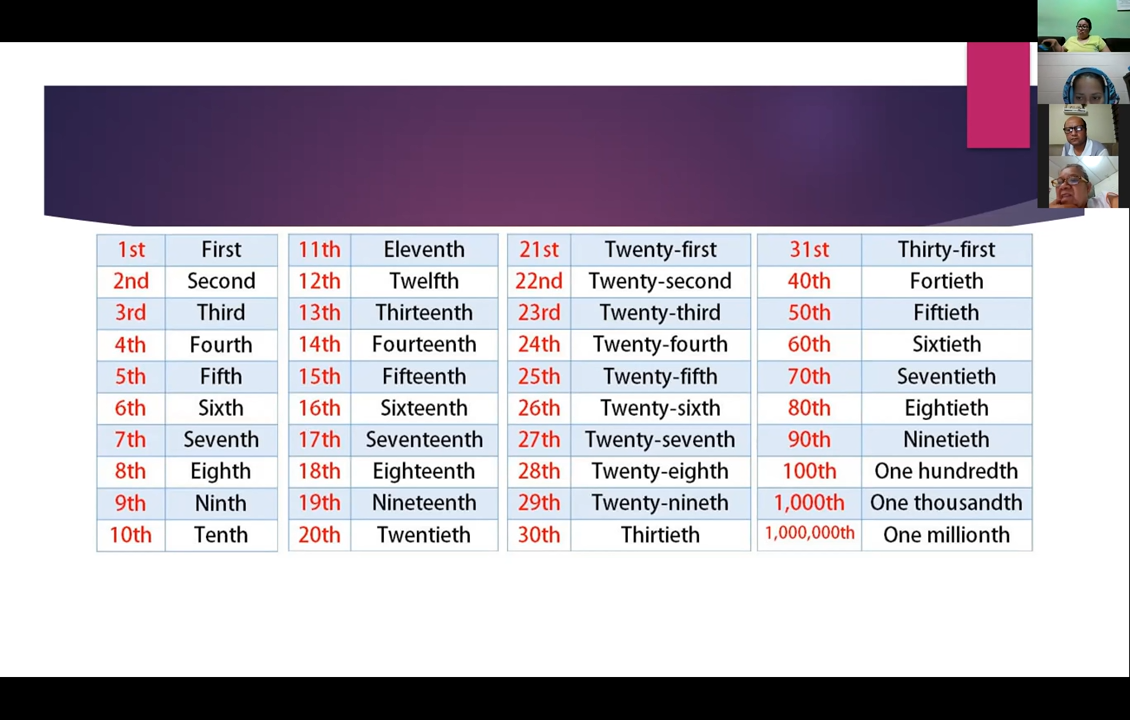 1st First
2nd Second
3rd Third
4th Fourth
5th Fifth
6th Sixth
7th Seventh
8th Eighth
9th Ninth
10th Tenth
11th Eleventh
12th Twelfth
13th Thirteenth
14th Fourteenth
15th Fifteenth
16th Sixteenth
17th Seventeenth
18th Eighteenth
19th Nineteenth
20th Twentieth
21st Twenty-first
22nd Twenty-second
23rd Twenty-third
24th Twenty-fourth
25th Twenty-fifth
26th Twenty-sixth
27th Twenty-seventh
28th Twenty-eighth
29th Twenty-nineth
30th Thirtieth
31st Thirty-first
40th Fortieth
50th Fiftieth
60th Sixtieth
70th Seventieth
80th Eightieth
90th Ninetieth
100th One hundredth
1,000th One thousandth
1,000,000th One millionth